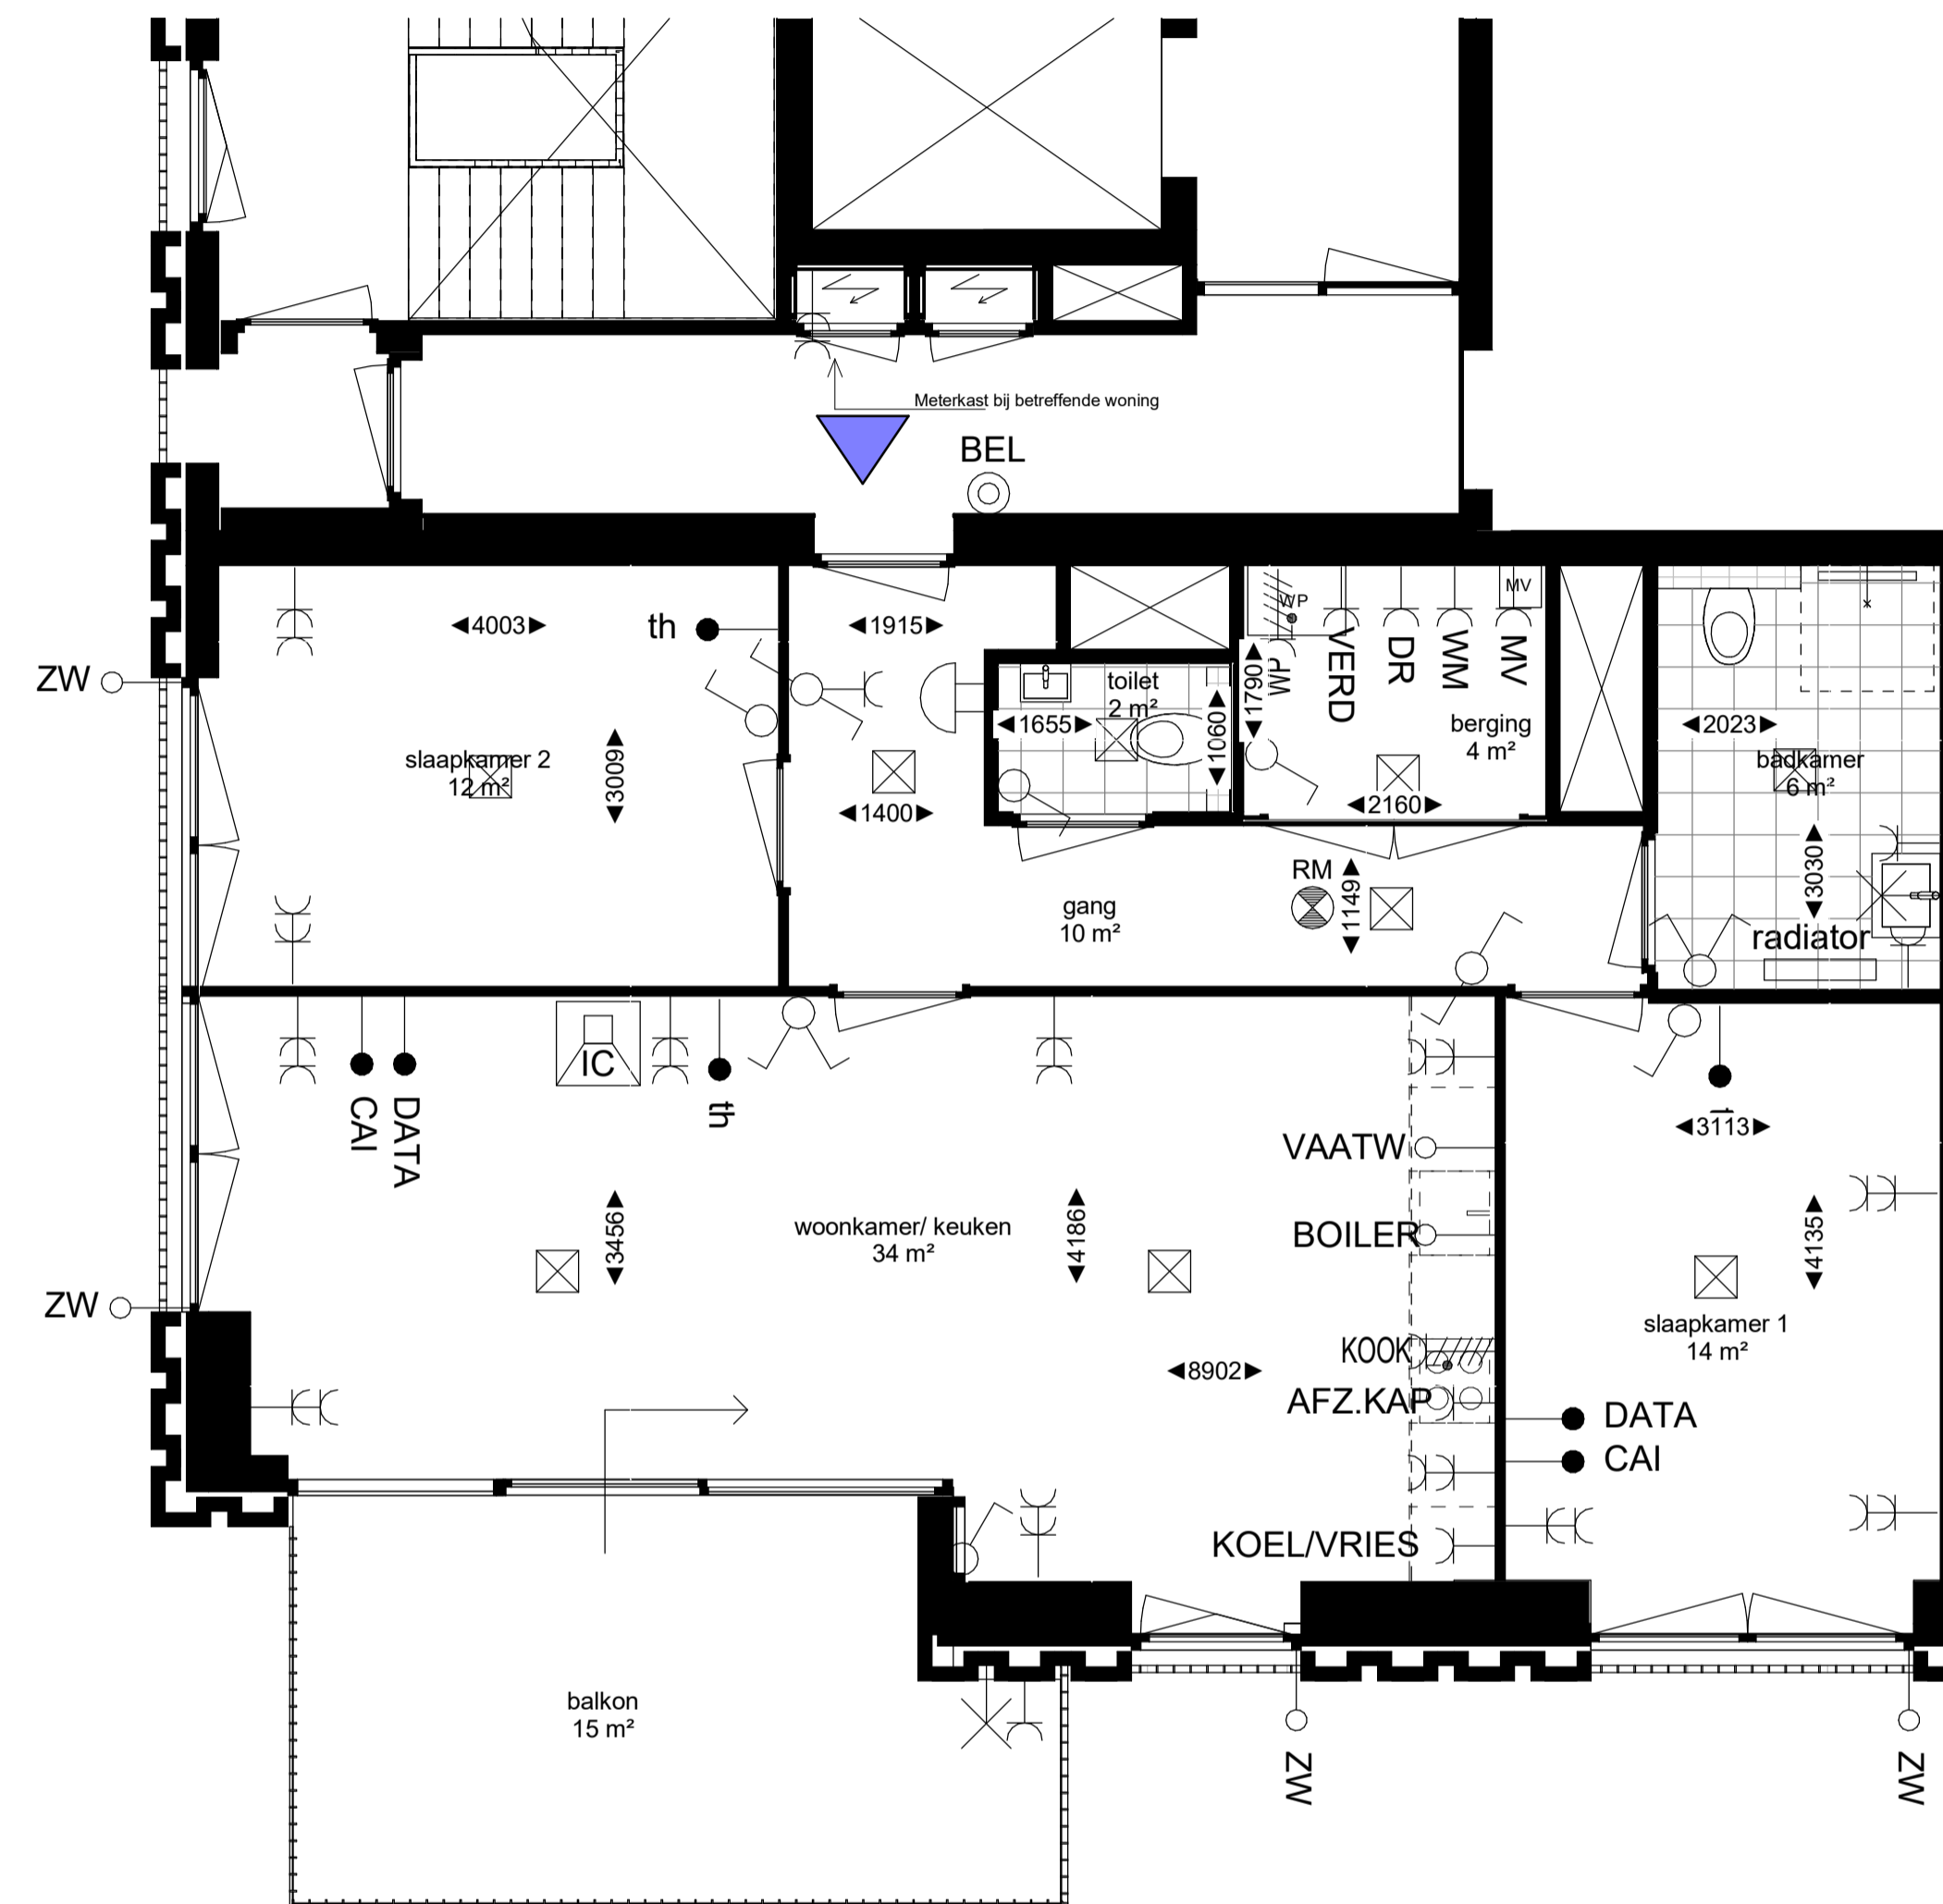 Meterkast bij betreffende woning
BEL
4003
th
1915
WP
MV
ZW
toilet
2 m²
1655
1060
1790
WP
VERD
DR
WM
MV
berging
4 m²
2160
2023
badkamer
6 m²
3030
radiator
slaapkamer 2
12 m²
3009
1400
gang
10 m²
RM
1149
IC
CAI
DATA
th
3113
VAATW
BOILER
woonkamer/ keuken
34 m²
3456
4186
4135
ZW
slaapkamer 1
14 m²
KOOK
8902
AFZ.KAP
DATA
CAI
KOEL/VRIES
balkon
15 m²
ZW
ZW